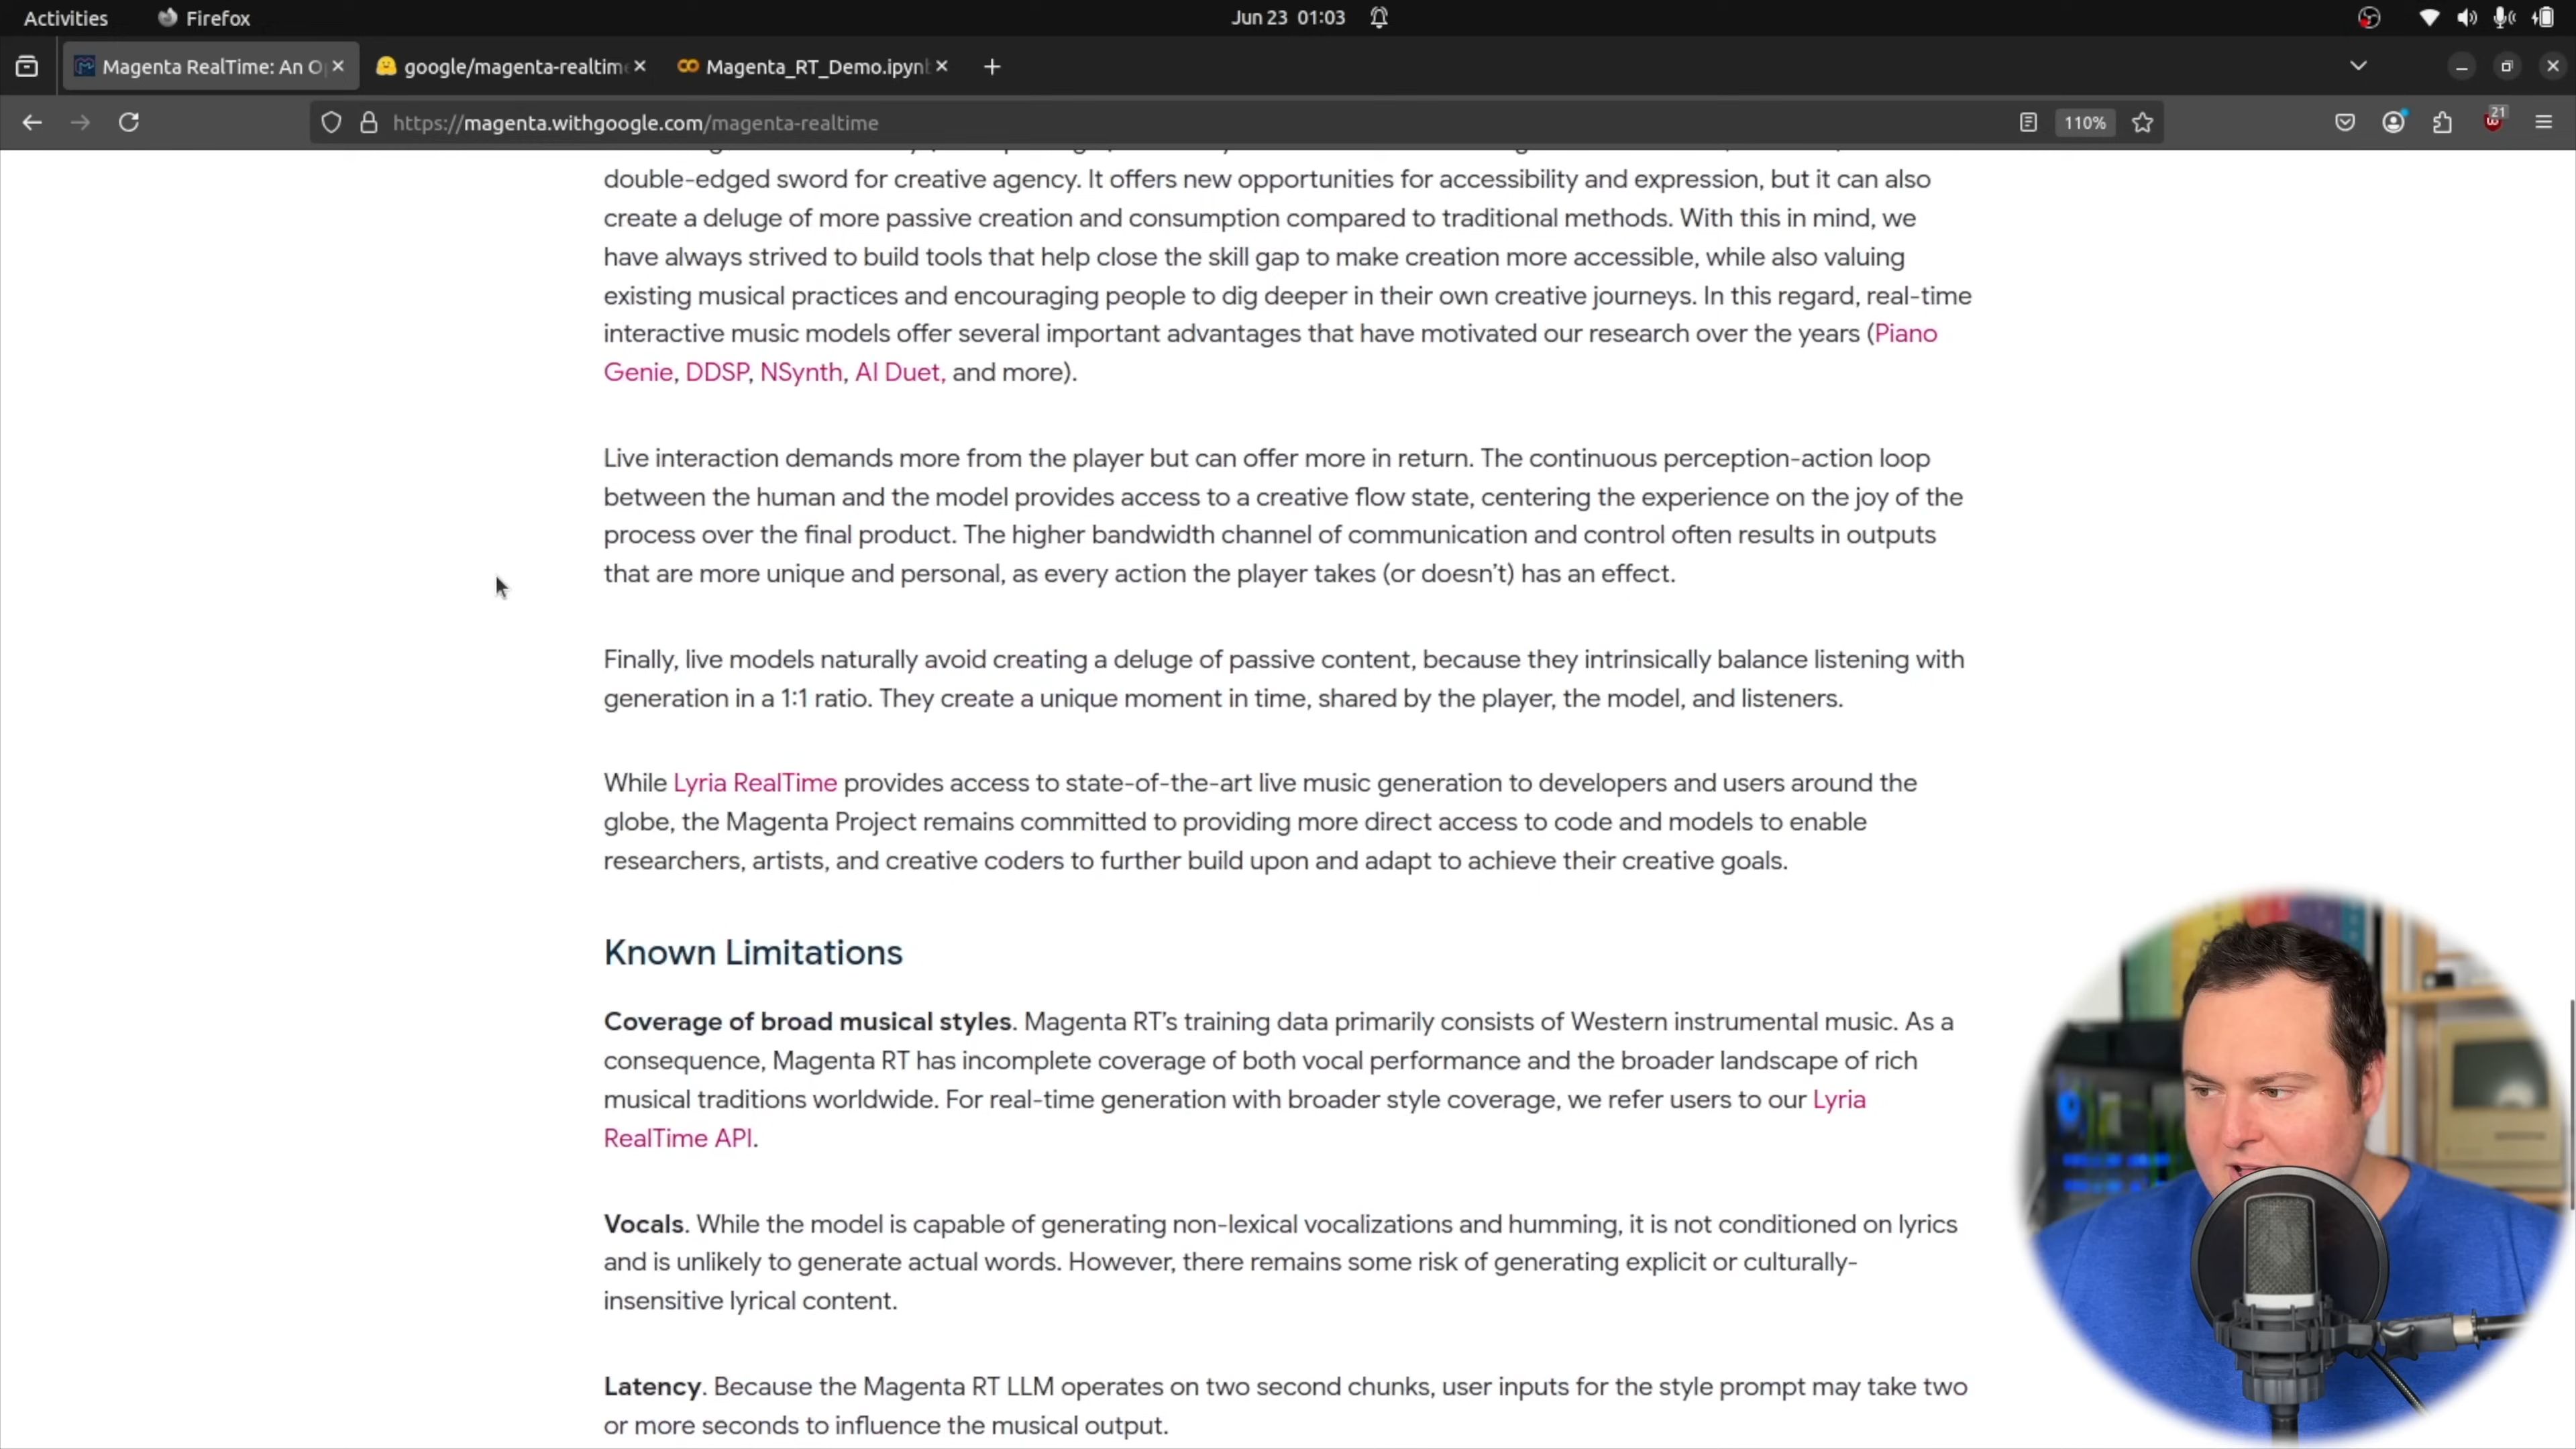 Activities
Firefox
Jun 23 01:03
Magenta RealTime: An O
google/magenta-realtime
Magenta_RT_Demo.ipynb
https://magenta.withgoogle.com/magenta-realtime
110%
21
double-edged sword for creative agency. It offers new opportunities for accessibility and expression, but it can also
create a deluge of more passive creation and consumption compared to traditional methods. With this in mind, we
have always strived to build tools that help close the skill gap to make creation more accessible, while also valuing
existing musical practices and encouraging people to dig deeper in their own creative journeys. In this regard, real-time
interactive music models offer several important advantages that have motivated our research over the years (Piano
Genie, DDSP, NSynth, AI Duet, and more).
Live interaction demands more from the player but can offer more in return. The continuous perception-action loop
between the human and the model provides access to a creative flow state, centering the experience on the joy of the
process over the final product. The higher bandwidth channel of communication and control often results in outputs
that are more unique and personal, as every action the player takes (or doesn't) has an effect.
Finally, live models naturally avoid creating a deluge of passive content, because they intrinsically balance listening with
generation in a 1:1 ratio. They create a unique moment in time, shared by the player, the model, and listeners.
While Lyria RealTime provides access to state-of-the-art live music generation to developers and users around the
globe, the Magenta Project remains committed to providing more direct access to code and models to enable
researchers, artists, and creative coders to further build upon and adapt to achieve their creative goals.
Known Limitations
Coverage of broad musical styles. Magenta RT's training data primarily consists of Western instrumental music. As a
consequence, Magenta RT has incomplete coverage of both vocal performance and the broader landscape of rich
musical traditions worldwide. For real-time generation with broader style coverage, we refer users to our Lyria
RealTime API.
Vocals. While the model is capable of generating non-lexical vocalizations and humming, it is not conditioned on lyrics
and is unlikely to generate actual words. However, there remains some risk of generating explicit or culturally-
insensitive lyrical content.
Latency. Because the Magenta RT LLM operates on two second chunks, user inputs for the style prompt may take two
or more seconds to influence the musical output.